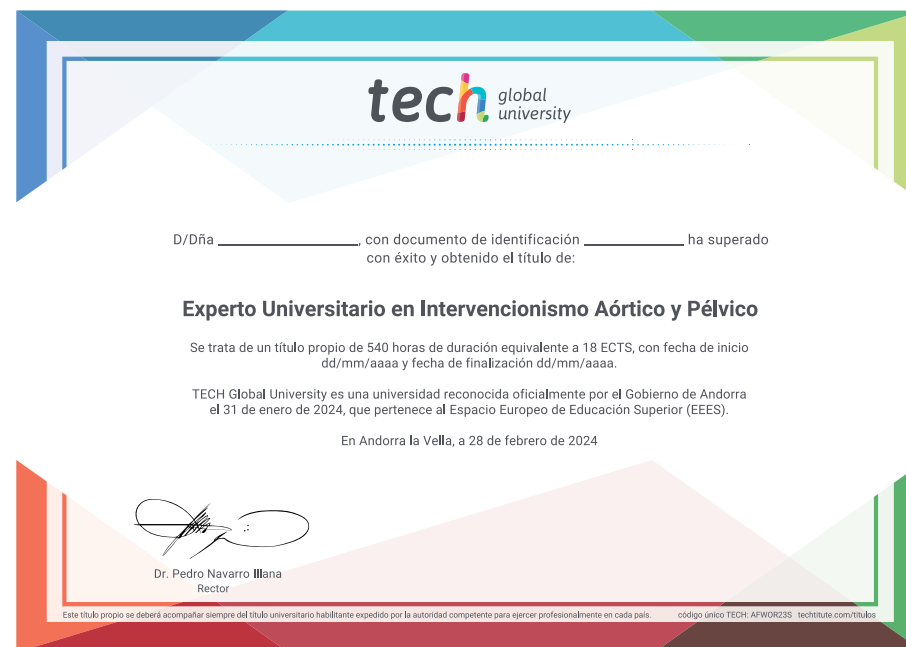 tech global university
D/Dña ___________________, con documento de identificación ______________ ha superado
con éxito y obtenido el título de:
Experto Universitario en Intervencionismo Aórtico y Pélvico
Se trata de un título propio de 540 horas de duración equivalente a 18 ECTS, con fecha de inicio
dd/mm/aaaa y fecha de finalización dd/mm/aaaa.
TECH Global University es una universidad reconocida oficialmente por el Gobierno de Andorra
el 31 de enero de 2024, que pertenece al Espacio Europeo de Educación Superior (EEES).
En Andorra la Vella, a 28 de febrero de 2024
Dr. Pedro Navarro Illana
Rector
Este título propio se deberá acompañar siempre del título universitario habilitante expedido por la autoridad competente para ejercer profesionalmente en cada país. código único TECH: AFWOR23S techtitute.com/titulos